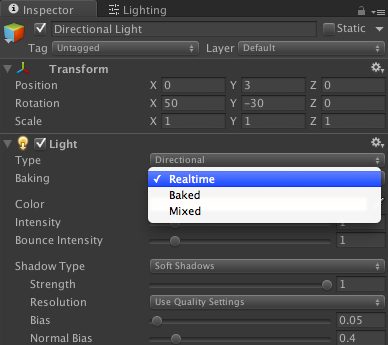 Inspector Lighting
Directional Light Static
Tag Untagged Layer Default
Transform
Position X 0 Y 3 Z 0
Rotation X 50 Y -30 Z 0
Scale X 1 Y 1 Z 1
Light
Type Directional
Baking ✓ Realtime
Baked
Color Mixed
Intensity 1
Bounce Intensity 1
Shadow Type Soft Shadows
Strength 1
Resolution Use Quality Settings
Bias 0.05
Normal Bias 0.4